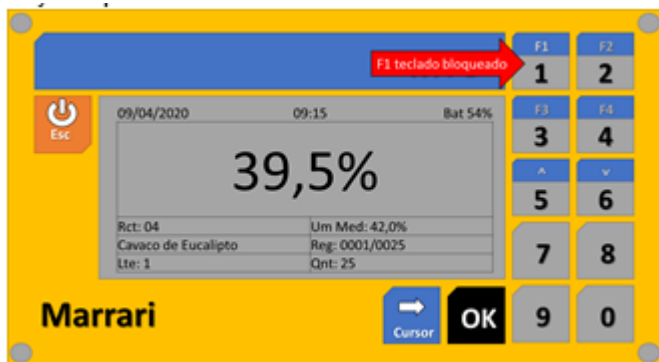 F1 teclado bloqueado
F1
1
F2
2
Esc
09/04/2020 09:15 Bat 54%
39,5%
Rct: 04 Um Med: 42,0%
Cavaco de Eucalipto Reg: 0001/0025
Lte: 1 Qnt: 25
F3
3
F4
4
^
5
v
6
7
8
Marrari
Cursor
OK
9
0